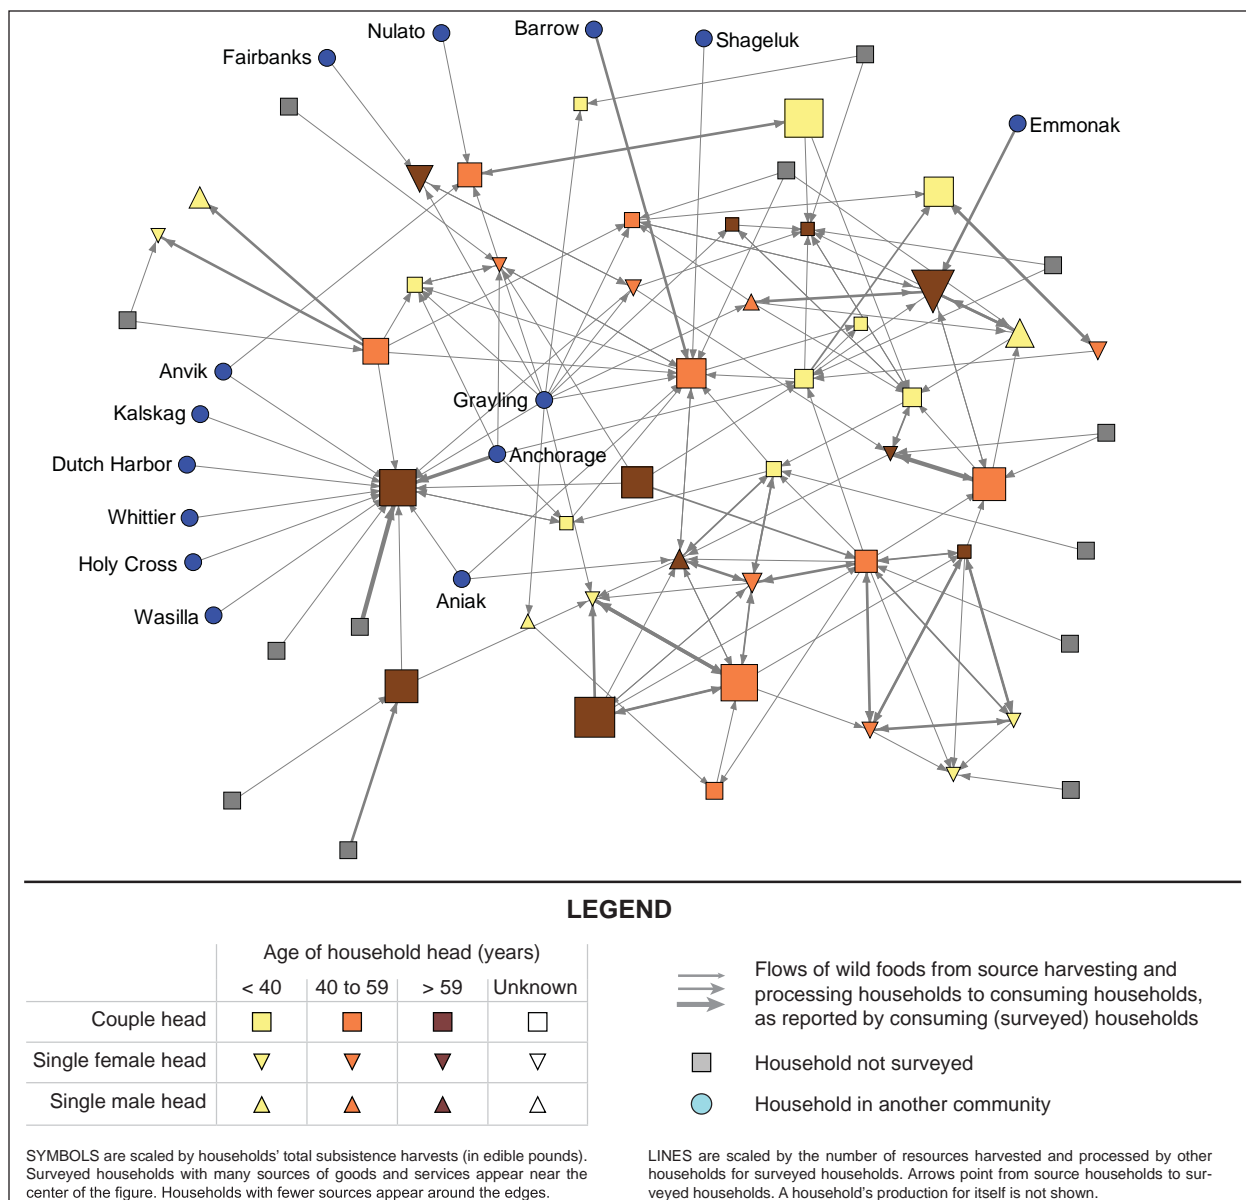 Nulato
Barrow
Shageluk
Fairbanks
Emmonak
Anvik
Grayling
Kalskag
Anchorage
Dutch Harbor
Whittier
Holy Cross
Aniak
Wasilla
LEGEND
Age of household head (years)
< 40 40 to 59 > 59 Unknown
Couple head
Single female head
Single male head
Flows of wild foods from source harvesting and
processing households to consuming households,
as reported by consuming (surveyed) households
Household not surveyed
Household in another community
SYMBOLS are scaled by households' total subsistence harvests (in edible pounds).
Surveyed households with many sources of goods and services appear near the
center of the figure. Households with fewer sources appear around the edges.
LINES are scaled by the number of resources harvested and processed by other
households for surveyed households. Arrows point from source households to sur-
veyed households. A household's production for itself is not shown.